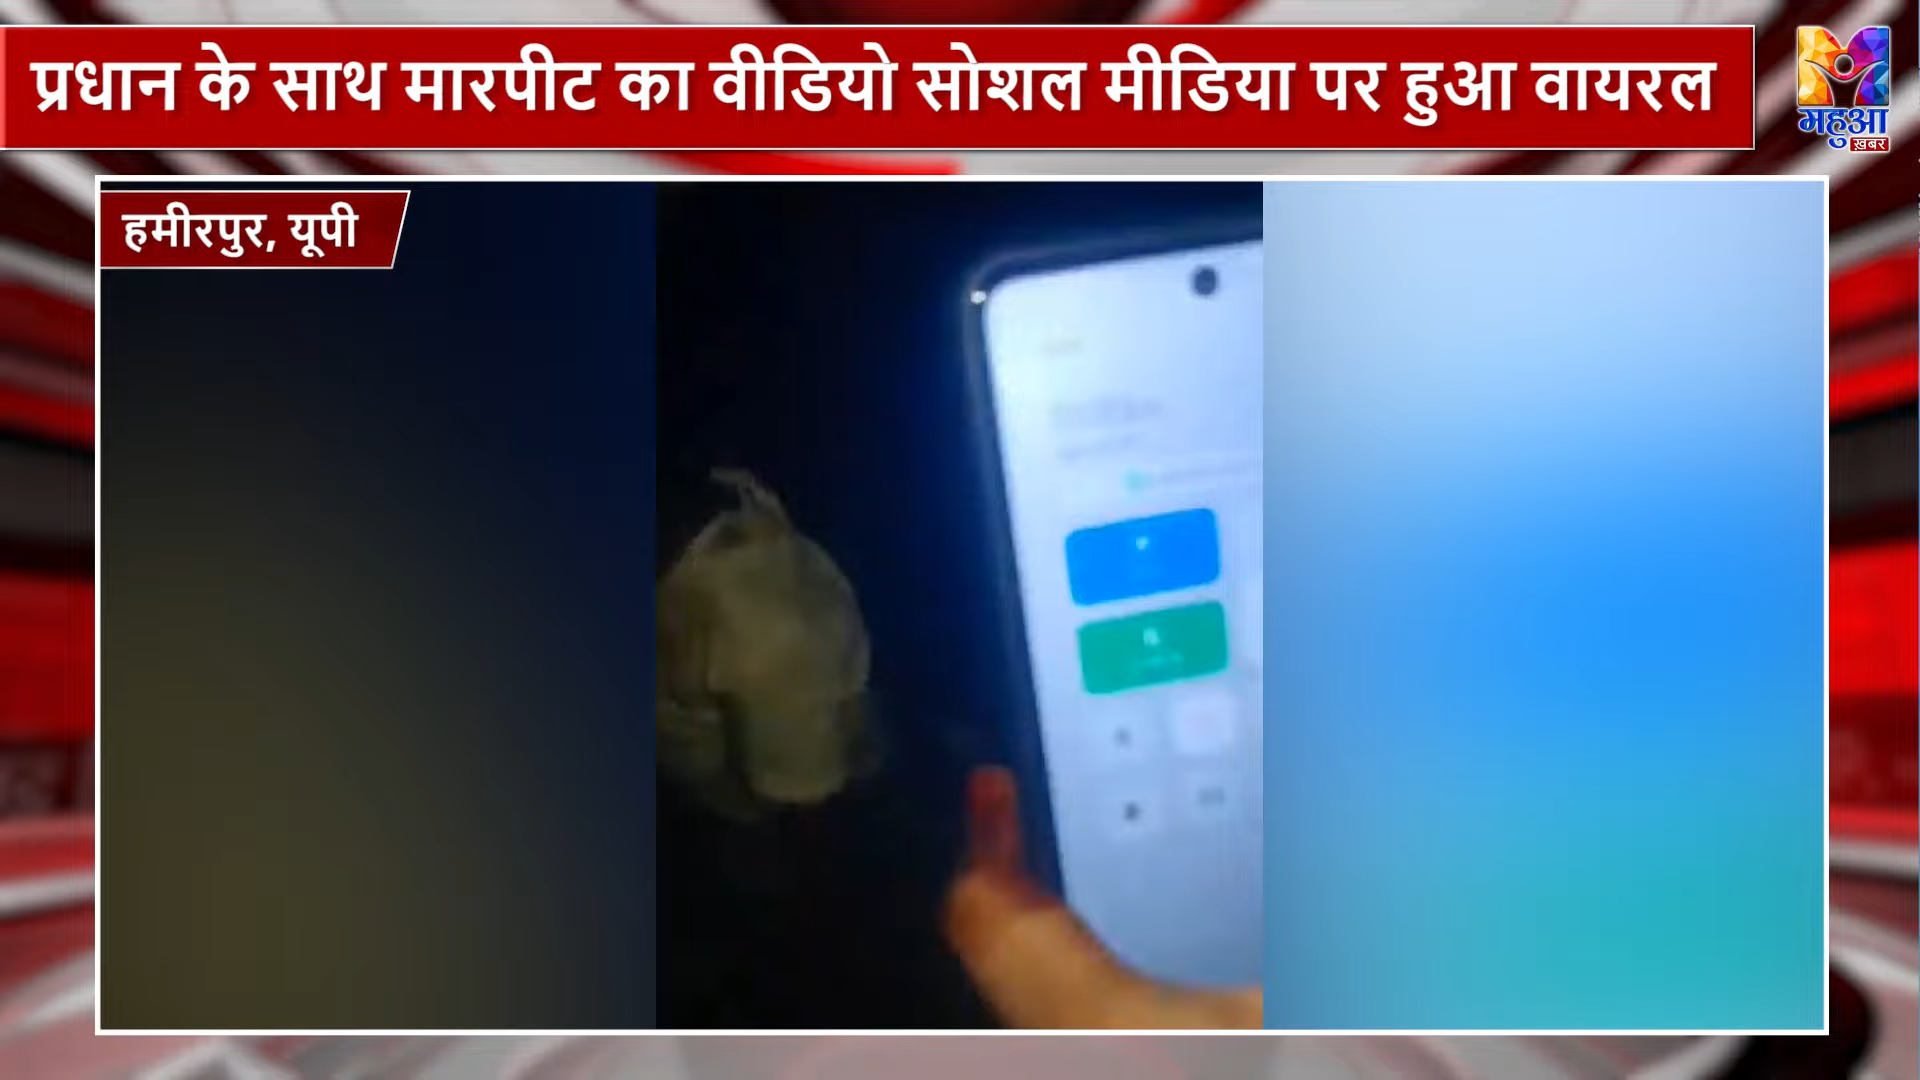 प्रधान के साथ मारपीट का वीडियो सोशल मीडिया पर हुआ वायरल
महुआ
ख़बर
हमीरपुर, यूपी